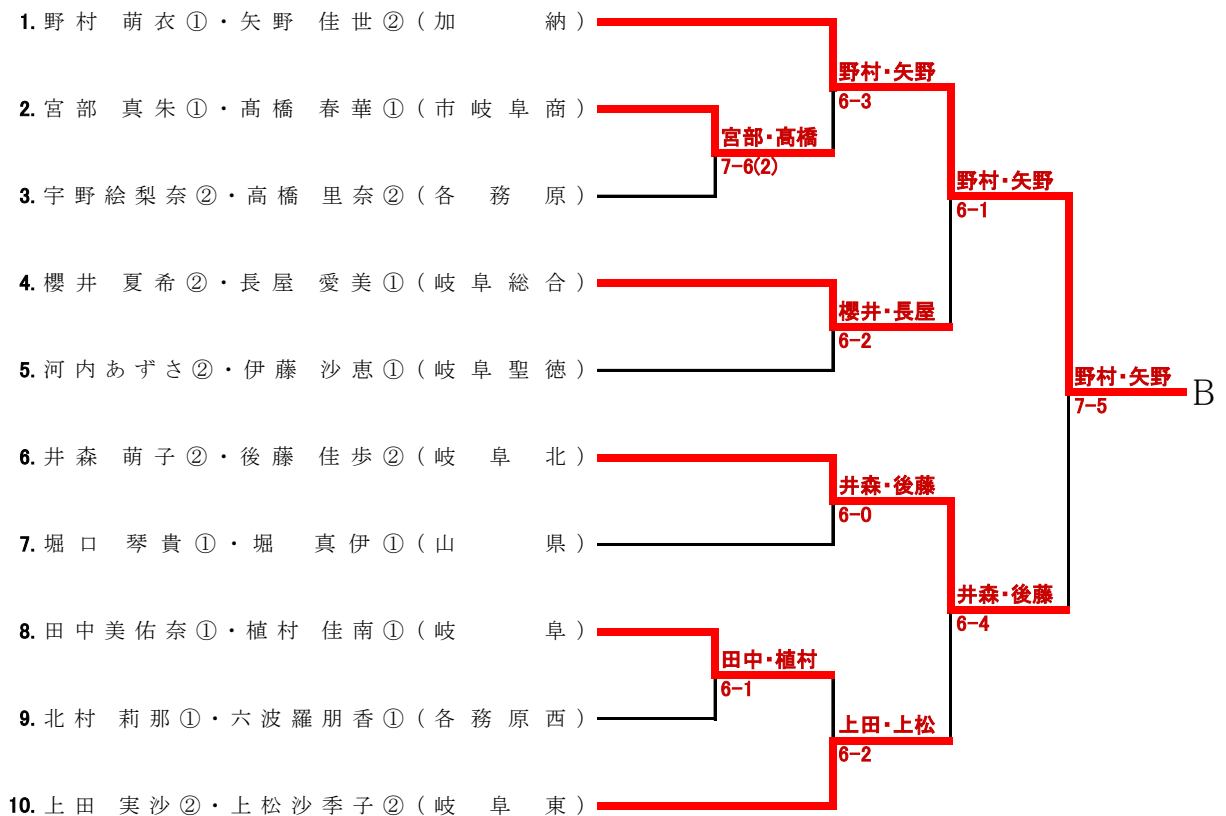 1. 野村 萌衣①・矢野 佳世②(加納)
野村・矢野
6-3
2. 宮部 真朱①・髙橋 春華①(市岐阜商)
宮部・高橋
7-6(2)
3. 宇野絵梨奈②・高橋 里奈②(各務原)
野村・矢野
6-1
4. 櫻井 夏希②・長屋 愛美①(岐阜総合)
櫻井・長屋
6-2
5. 河内あずさ②・伊藤 沙恵①(岐阜聖徳)
野村・矢野
7-5
B
6. 井森 萌子②・後藤 佳歩②(岐阜北)
井森・後藤
6-0
7. 堀口 琴貴①・堀 真伊①(山県)
井森・後藤
6-4
8. 田中美佑奈①・植村 佳南①(岐阜)
田中・植村
6-1
9. 北村 莉那①・六波羅朋香①(各務原西)
上田・上松
6-2
10. 上田 実沙②・上松沙季子②(岐阜東)